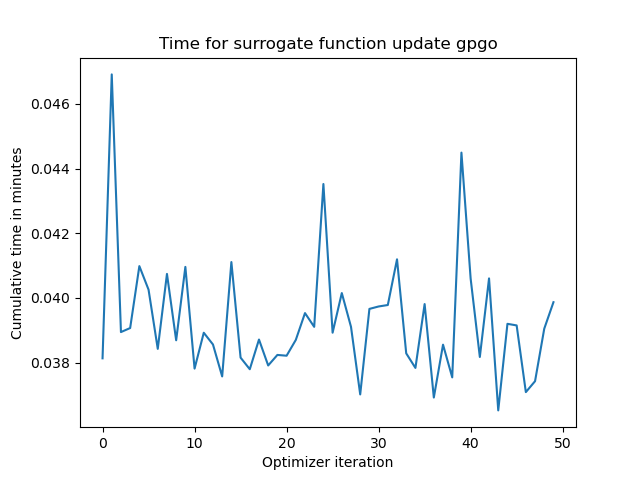 Time for surrogate function update gpgo
Cumulative time in minutes
0.046
0.044
0.042
0.040
0.038
0 10 20 30 40 50
Optimizer iteration